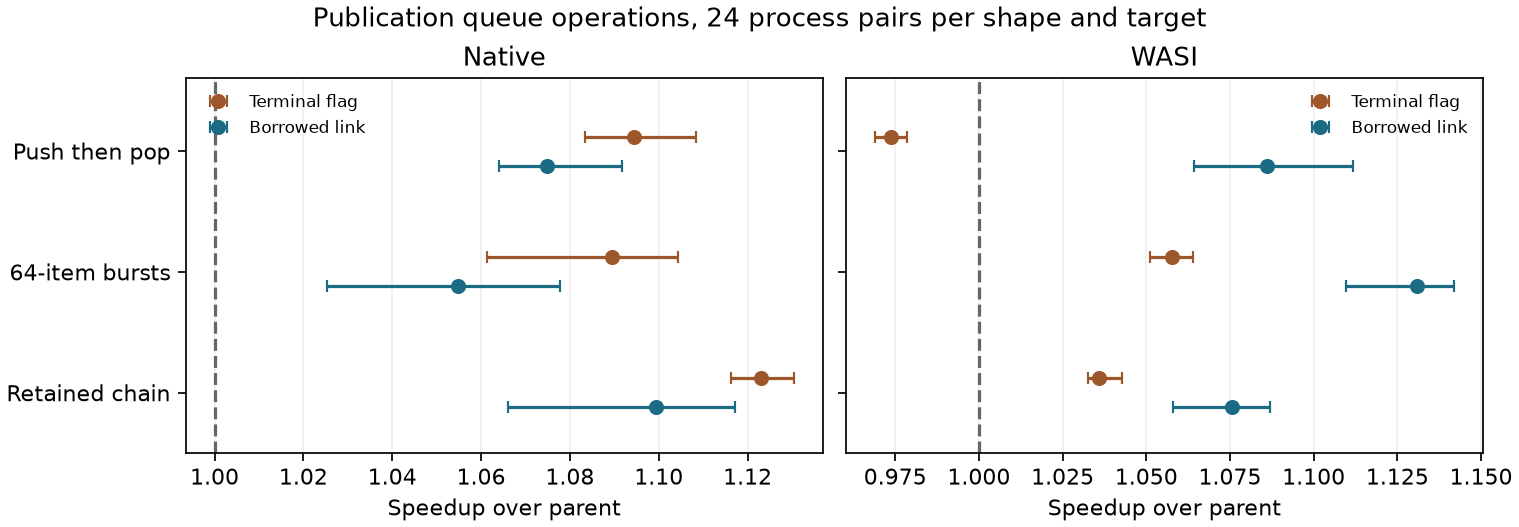 Publication queue operations, 24 process pairs per shape and target
Native
WASI
Terminal flag
Borrowed link
Terminal flag
Borrowed link
Push then pop
64-item bursts
Retained chain
1.00 1.02 1.04 1.06 1.08 1.10 1.12
0.975 1.000 1.025 1.050 1.075 1.100 1.125 1.150
Speedup over parent
Speedup over parent